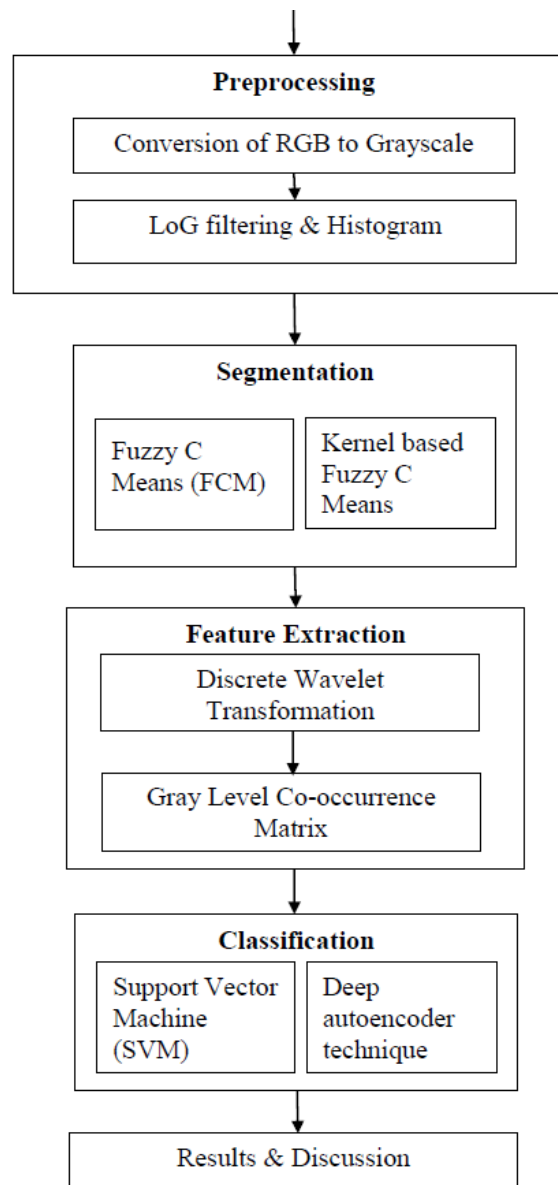 Preprocessing
Conversion of RGB to Grayscale
LoG filtering & Histogram
Segmentation
Fuzzy C
Means (FCM)
Kernel based
Fuzzy C
Means
Feature Extraction
Discrete Wavelet
Transformation
Gray Level Co-occurrence
Matrix
Classification
Support Vector
Machine
(SVM)
Deep
autoencoder
technique
Results & Discussion